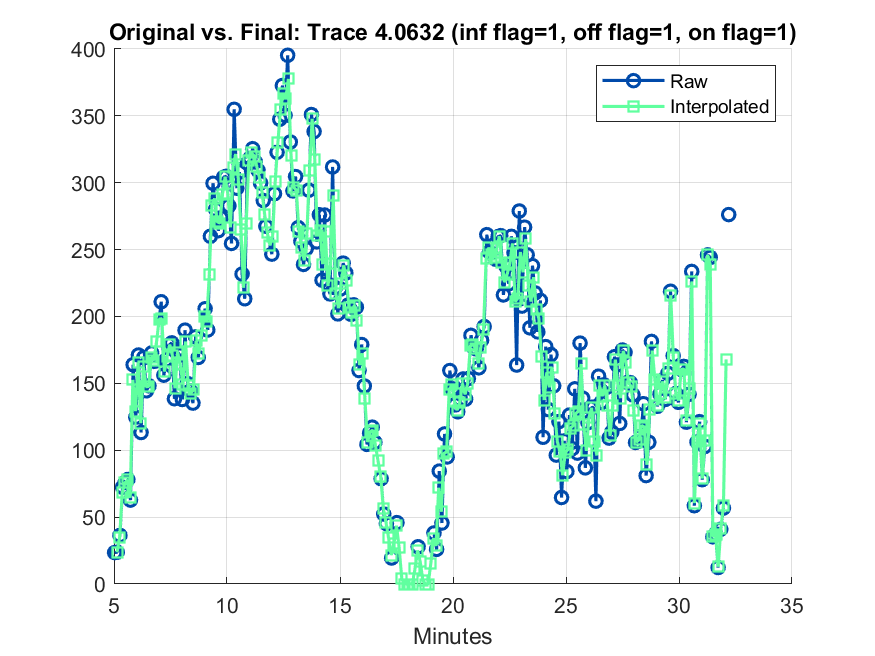 Original vs. Final: Trace 4.0632 (inf flag=1, off flag=1, on flag=1)
400
350
300
250
200
150
100
50
0
Raw
Interpolated
5 10 15 20 25 30 35
Minutes